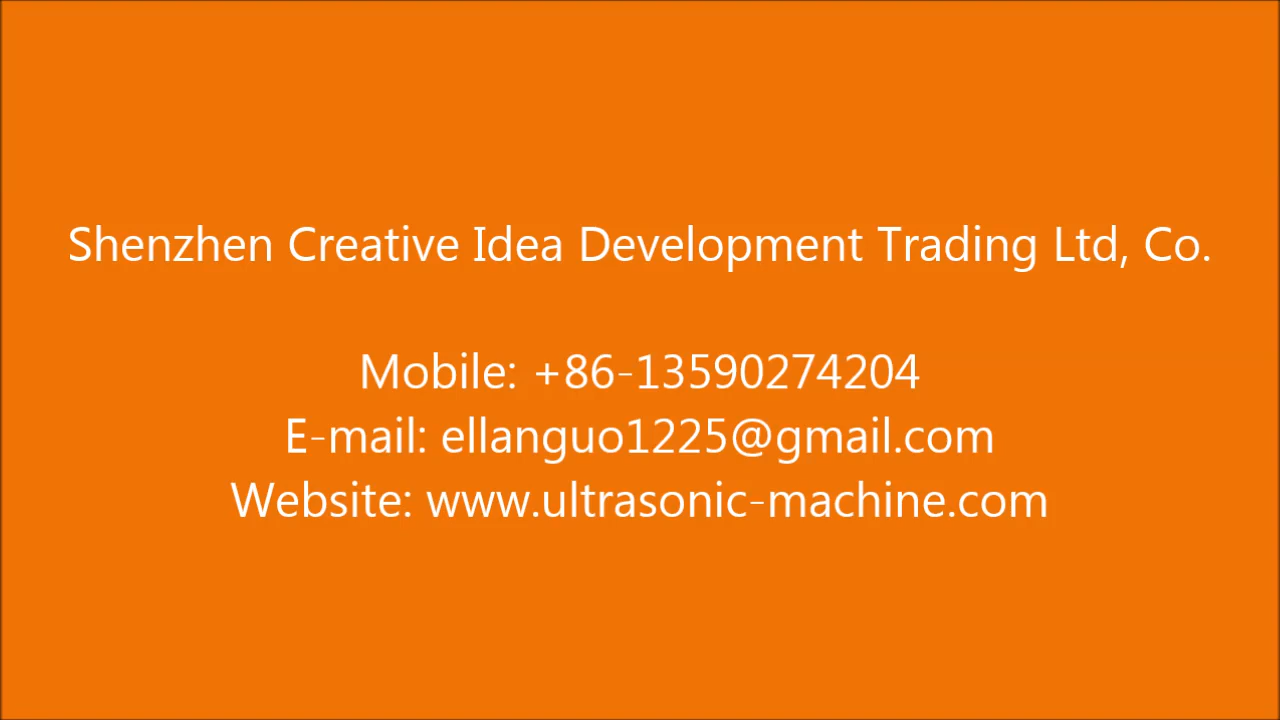 Shenzhen Creative Idea Development Trading Ltd, Co.
Mobile: +86-13590274204
E-mail: ellanguo1225@gmail.com
Website: www.ultrasonic-machine.com